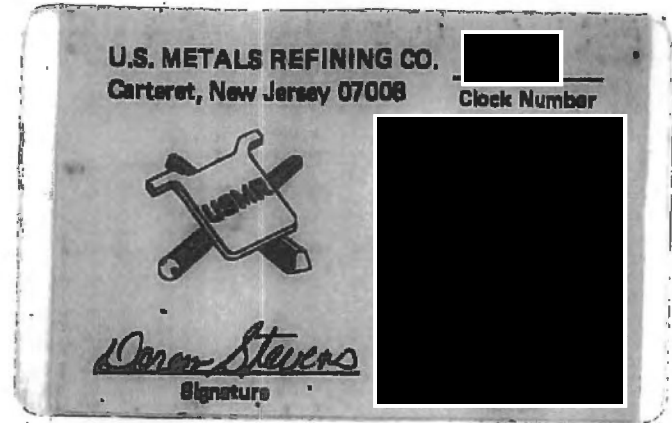 U.S. METALS REFINING CO.
Carteret, New Jersey 07008
Clock Number
USMR
Stevens
Signature